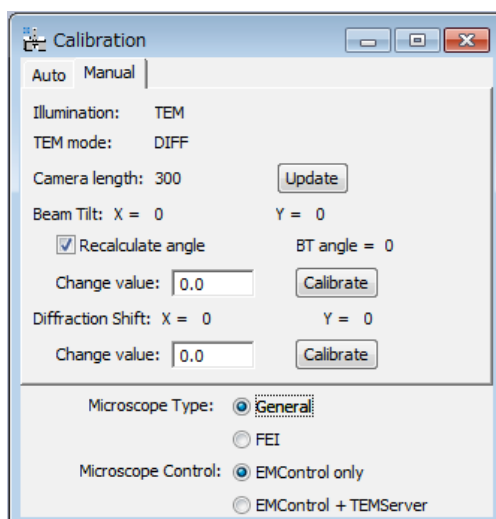 Calibration
Auto Manual
Illumination: TEM
TEM mode: DIFF
Camera length: 300 Update
Beam Tilt: X = 0 Y = 0
Recalculate angle BT angle = 0
Change value: 0.0 Calibrate
Diffraction Shift: X = 0 Y = 0
Change value: 0.0 Calibrate
Microscope Type: General
FEI
Microscope Control: EMControl only
EMControl + TEMServer